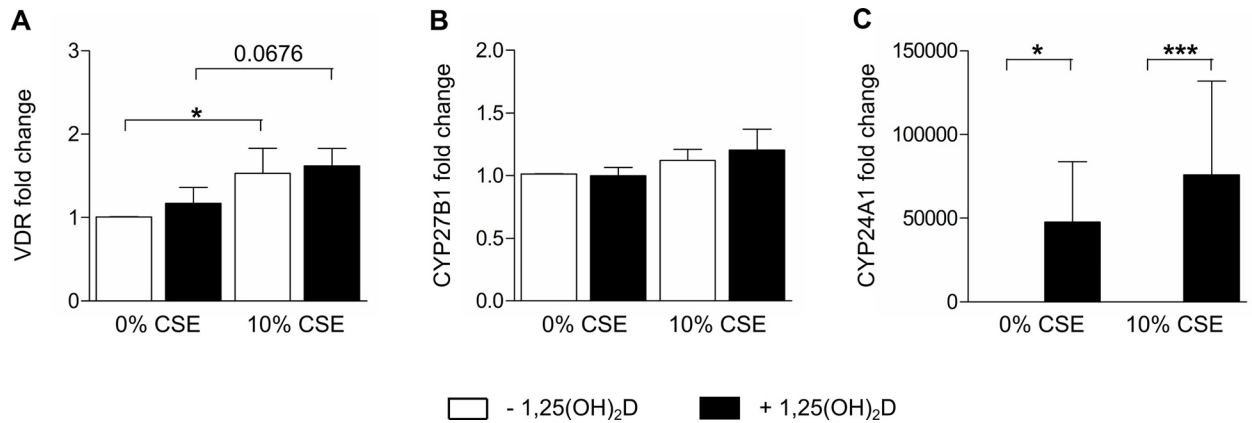 A
VDR fold change
3
2
1
0
*
0.0676
0% CSE
10% CSE
B
CYP27B1 fold change
2.0
1.5
1.0
0.5
0.0
0% CSE
10% CSE
C
CYP24A1 fold change
150000
100000
50000
0
*
***
0% CSE
10% CSE
- 1,25(OH)₂D
+ 1,25(OH)₂D